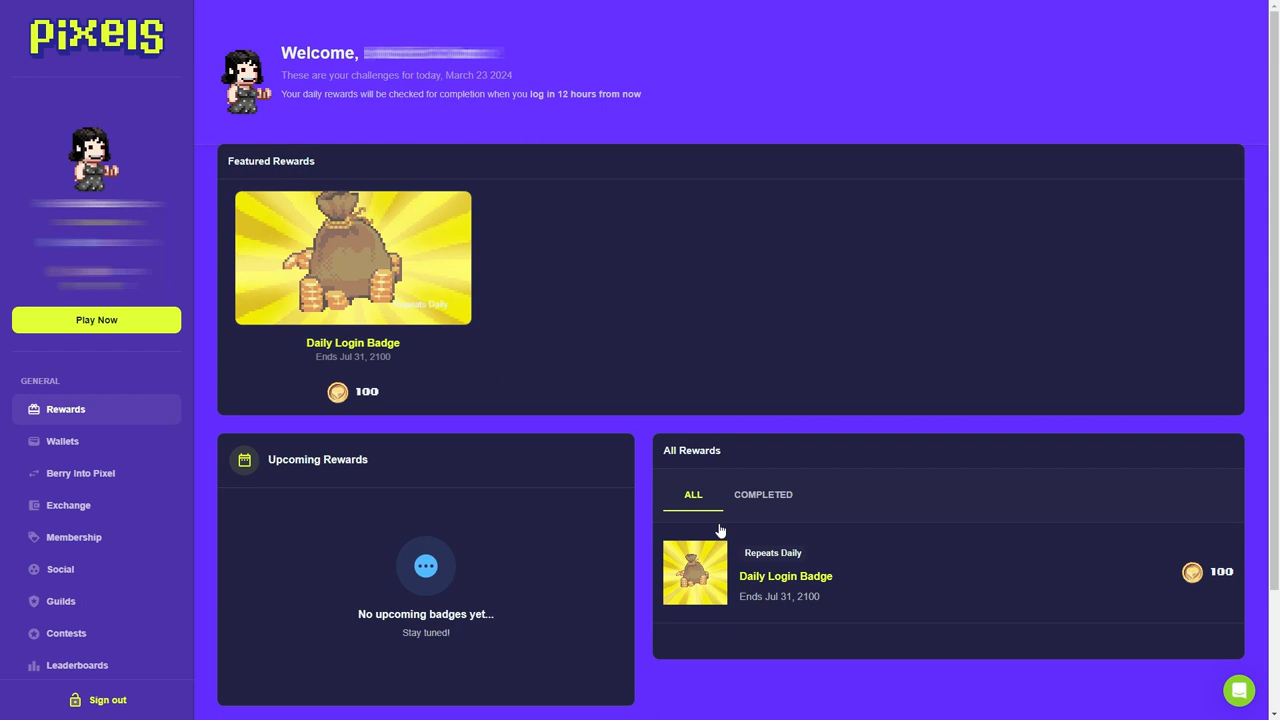 pixels
Welcome,
These are your challenges for today, March 23 2024
Your daily rewards will be checked for completion when you log in 12 hours from now
Play Now
GENERAL
Rewards
Wallets
Berry Into Pixel
Exchange
Membership
Social
Guilds
Contests
Leaderboards
Sign out
Featured Rewards
Repeats Daily
Daily Login Badge
Ends Jul 31, 2100
100
Upcoming Rewards
No upcoming badges yet...
Stay tuned!
All Rewards
ALL COMPLETED
Repeats Daily
Daily Login Badge
Ends Jul 31, 2100
100